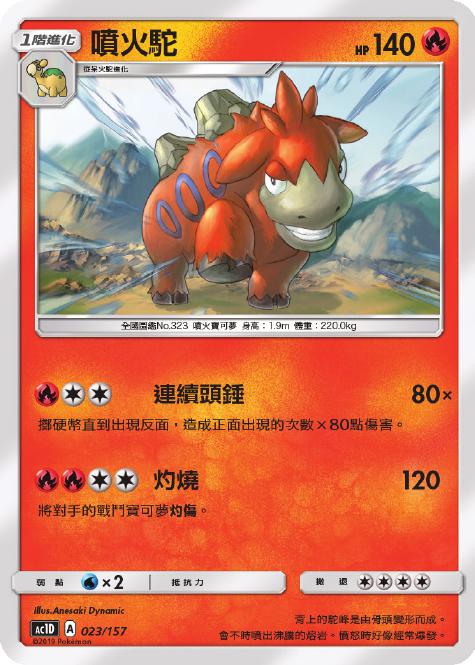 1階進化 噴火駝 HP 140
從呆火駝進化
全國圖鑑No.323 噴火寶可夢 身高：1.9m 體重：220.0kg
連續頭錘 80×
擲硬幣直到出現反面，造成正面出現的次數×80點傷害。
灼燒 120
將對手的戰鬥寶可夢灼傷。
弱點 ×2 抵抗力 撤退
illus.Anesaki Dynamic
AC1D A 023/157
©2019 Pokémon
背上的駝峰是由骨頭變形而成。
會不時噴出沸騰的熔岩。憤怒時好像經常爆發。